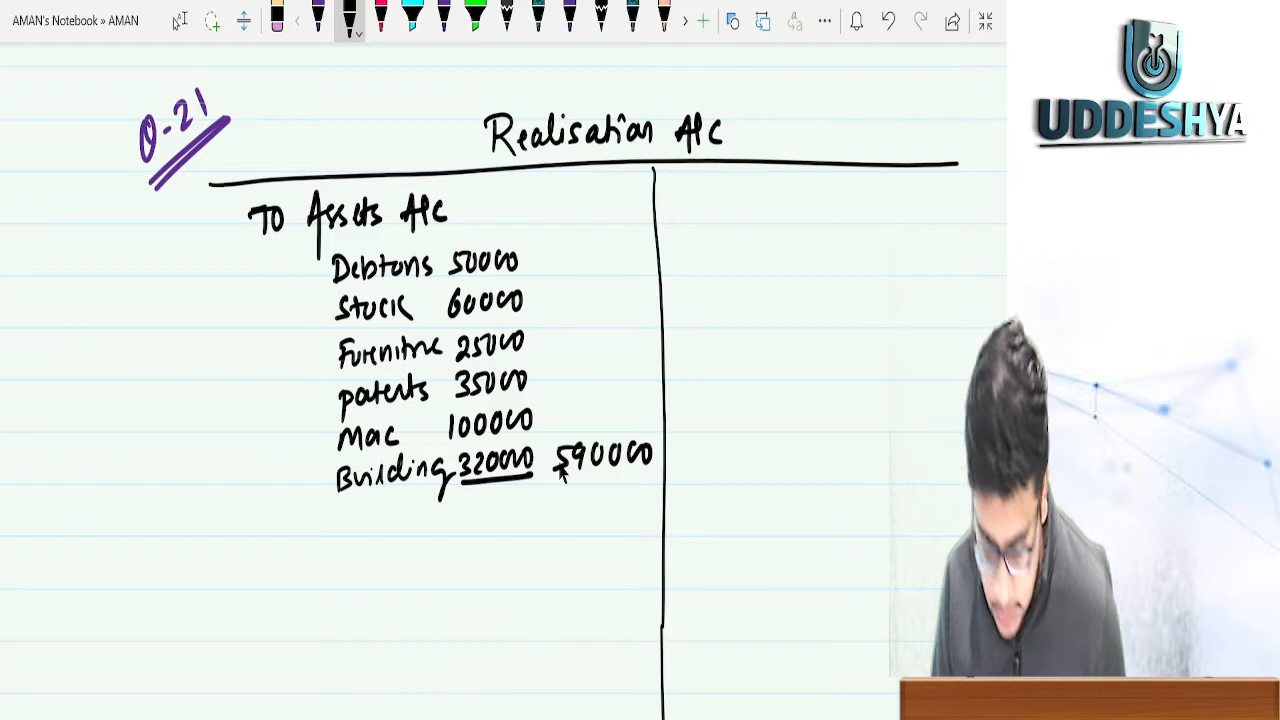 AMAN's Notebook » AMAN
UDDESHYA
Q-21
Realisation A/c
To Assets A/c
Debtors 50000
Stock 60000
Furniture 25000
patents 35000
Mac 100000
Building 320000 590000